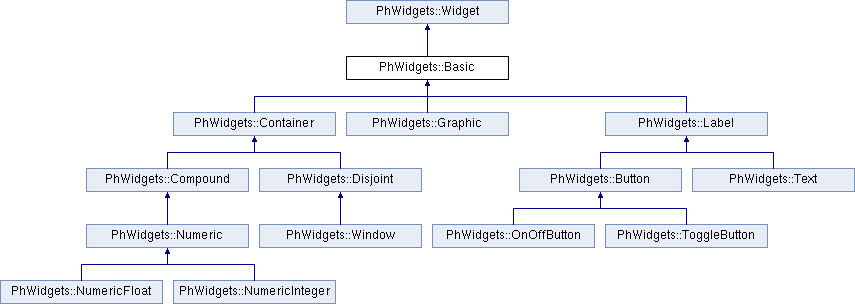 PhWidgets::Widget
PhWidgets::Basic
PhWidgets::Container
PhWidgets::Graphic
PhWidgets::Label
PhWidgets::Compound
PhWidgets::Disjoint
PhWidgets::Button
PhWidgets::Text
PhWidgets::Numeric
PhWidgets::Window
PhWidgets::OnOffButton
PhWidgets::ToggleButton
PhWidgets::NumericFloat
PhWidgets::NumericInteger